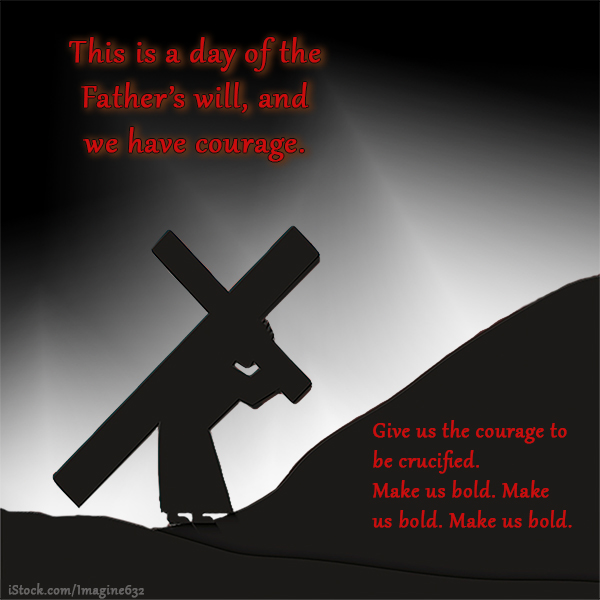 This is a day of the
Father's will, and
we have courage.
Give us the courage to
be crucified.
Make us bold. Make
us bold. Make us bold.
iStock.com/Imagine632